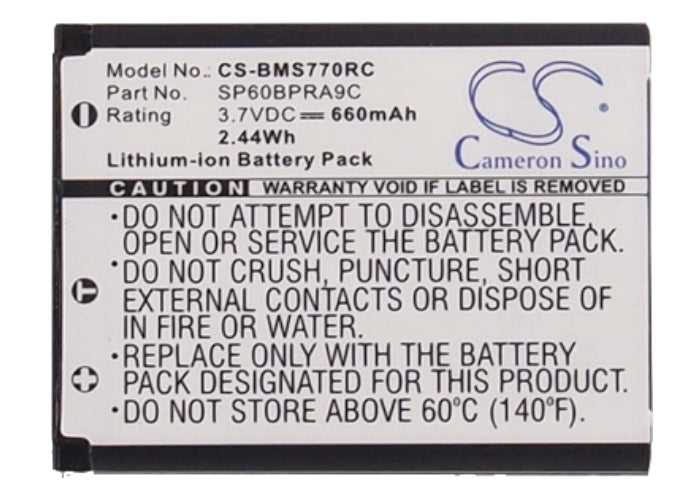 Model No.: CS-BMS770RC
Part No. SP60BPRA9C
Rating 3.7VDC 660mAh
2.44Wh
Lithium-ion Battery Pack
CS ®
Cameron Sino
CAUTION WARRANTY VOID IF LABEL IS REMOVED
•DO NOT ATTEMPT TO DISASSEMBLE,
OPEN OR SERVICE THE BATTERY PACK.
•DO NOT CRUSH, PUNCTURE, SHORT
EXTERNAL CONTACTS OR DISPOSE OF
IN FIRE OR WATER.
•REPLACE ONLY WITH THE BATTERY
PACK DESIGNATED FOR THIS PRODUCT.
•DO NOT USE ABOVE 60°C (140°F).
T